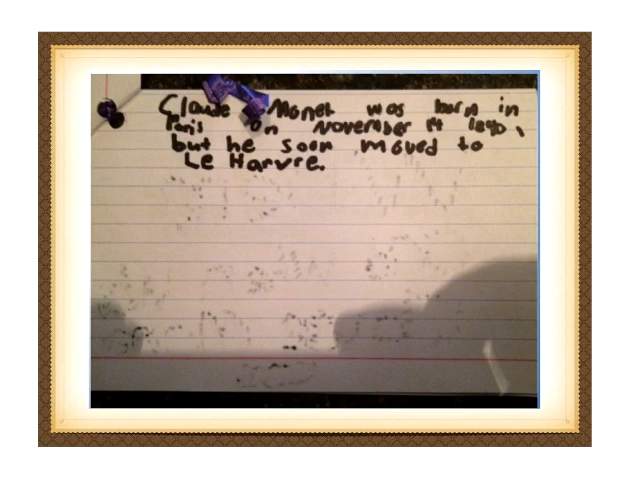 Claude Monet was born in
Paris on November 14 1840,
but he soon moved to
Le Harvre.